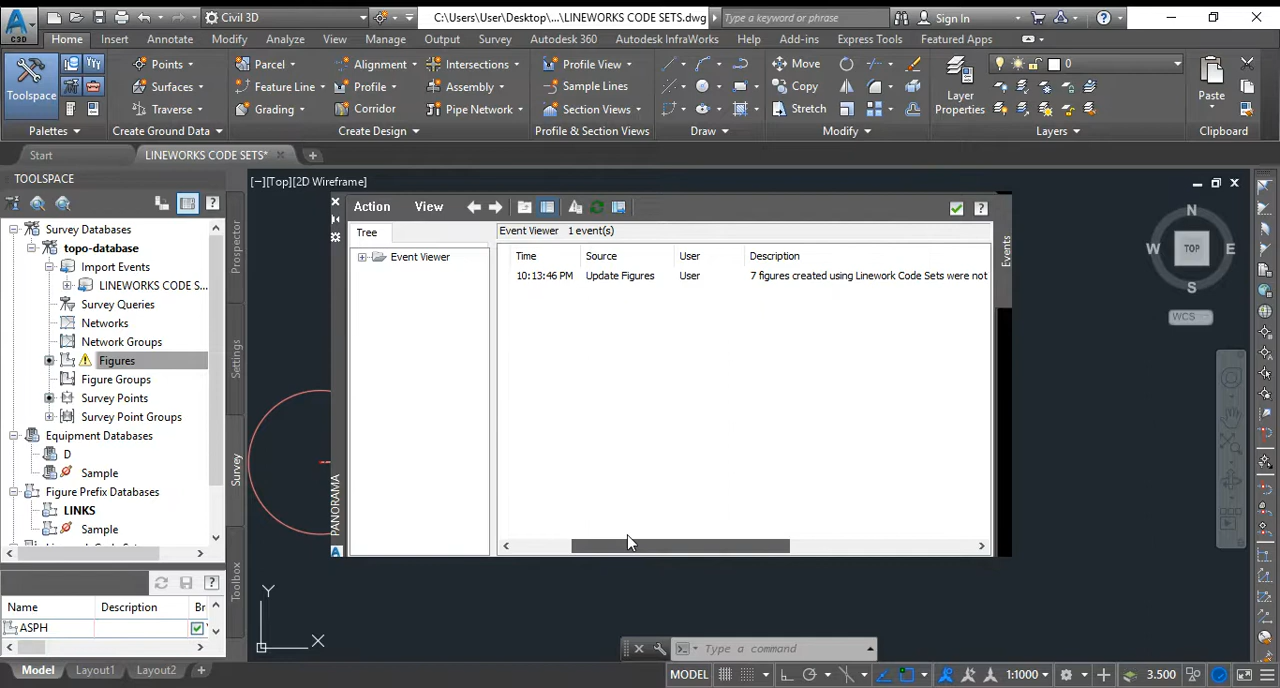 Civil 3D
C:\Users\User\Desktop\...\LINEWORKS CODE SETS.dwg
Type a keyword or phrase
Sign In
C3D
Home Insert Annotate Modify Analyze View Manage Output Survey Autodesk 360 Autodesk InfraWorks Help Add-ins Express Tools Featured Apps
Toolspace
Points
Surfaces
Traverse
Parcel
Feature Line
Grading
Alignment
Profile
Corridor
Intersections
Assembly
Pipe Network
Profile View
Sample Lines
Section Views
Move
Copy
Stretch
Layer
Properties
0
Paste
Palettes
Create Ground Data
Create Design
Profile & Section Views
Draw
Modify
Layers
Clipboard
Start
LINEWORKS CODE SETS*
TOOLSPACE
Survey Databases
topo-database
Import Events
LINEWORKS CODE S...
Survey Queries
Networks
Network Groups
Figures
Figure Groups
Survey Points
Survey Point Groups
Equipment Databases
D
Sample
Figure Prefix Databases
LINKS
Sample
Name Description Br
ASPH
Prospector
Settings
Survey
Toolbox
[−][Top][2D Wireframe]
Action View
Tree
Event Viewer
Event Viewer 1 event(s)
Time Source User Description
10:13:46 PM Update Figures User 7 figures created using Linework Code Sets were not
Events
PANORAMA
N
W TOP E
S
WCS
Y
X
Type a command
Model Layout1 Layout2 +
MODEL
1:1000
3.500